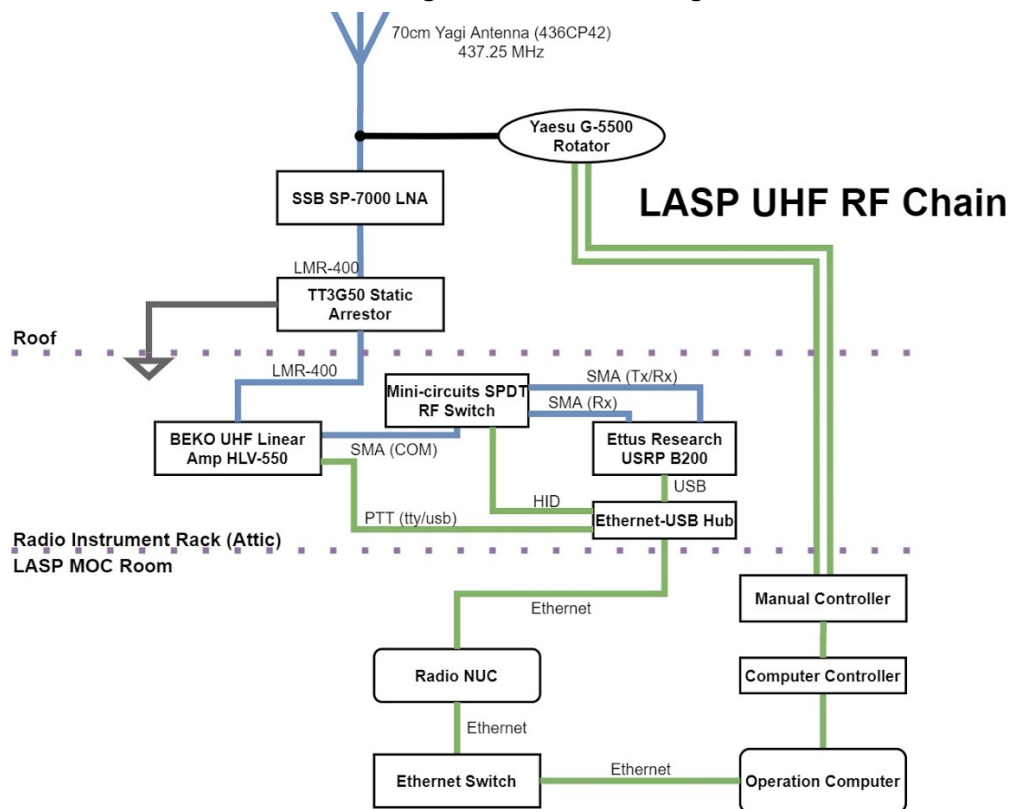 70cm Yagi Antenna (436CP42)
437.25 MHz
Yaesu G-5500
Rotator
SSB SP-7000 LNA
LASP UHF RF Chain
LMR-400
TT3G50 Static
Arrestor
Roof
LMR-400
Mini-circuits SPDT
RF Switch
SMA (Tx/Rx)
SMA (Rx)
BEKO UHF Linear
Amp HLV-550
SMA (COM)
Ettus Research
USRP B200
USB
HID
PTT (tty/usb)
Ethernet-USB Hub
Radio Instrument Rack (Attic)
LASP MOC Room
Ethernet
Manual Controller
Radio NUC
Computer Controller
Ethernet
Ethernet Switch
Ethernet
Operation Computer